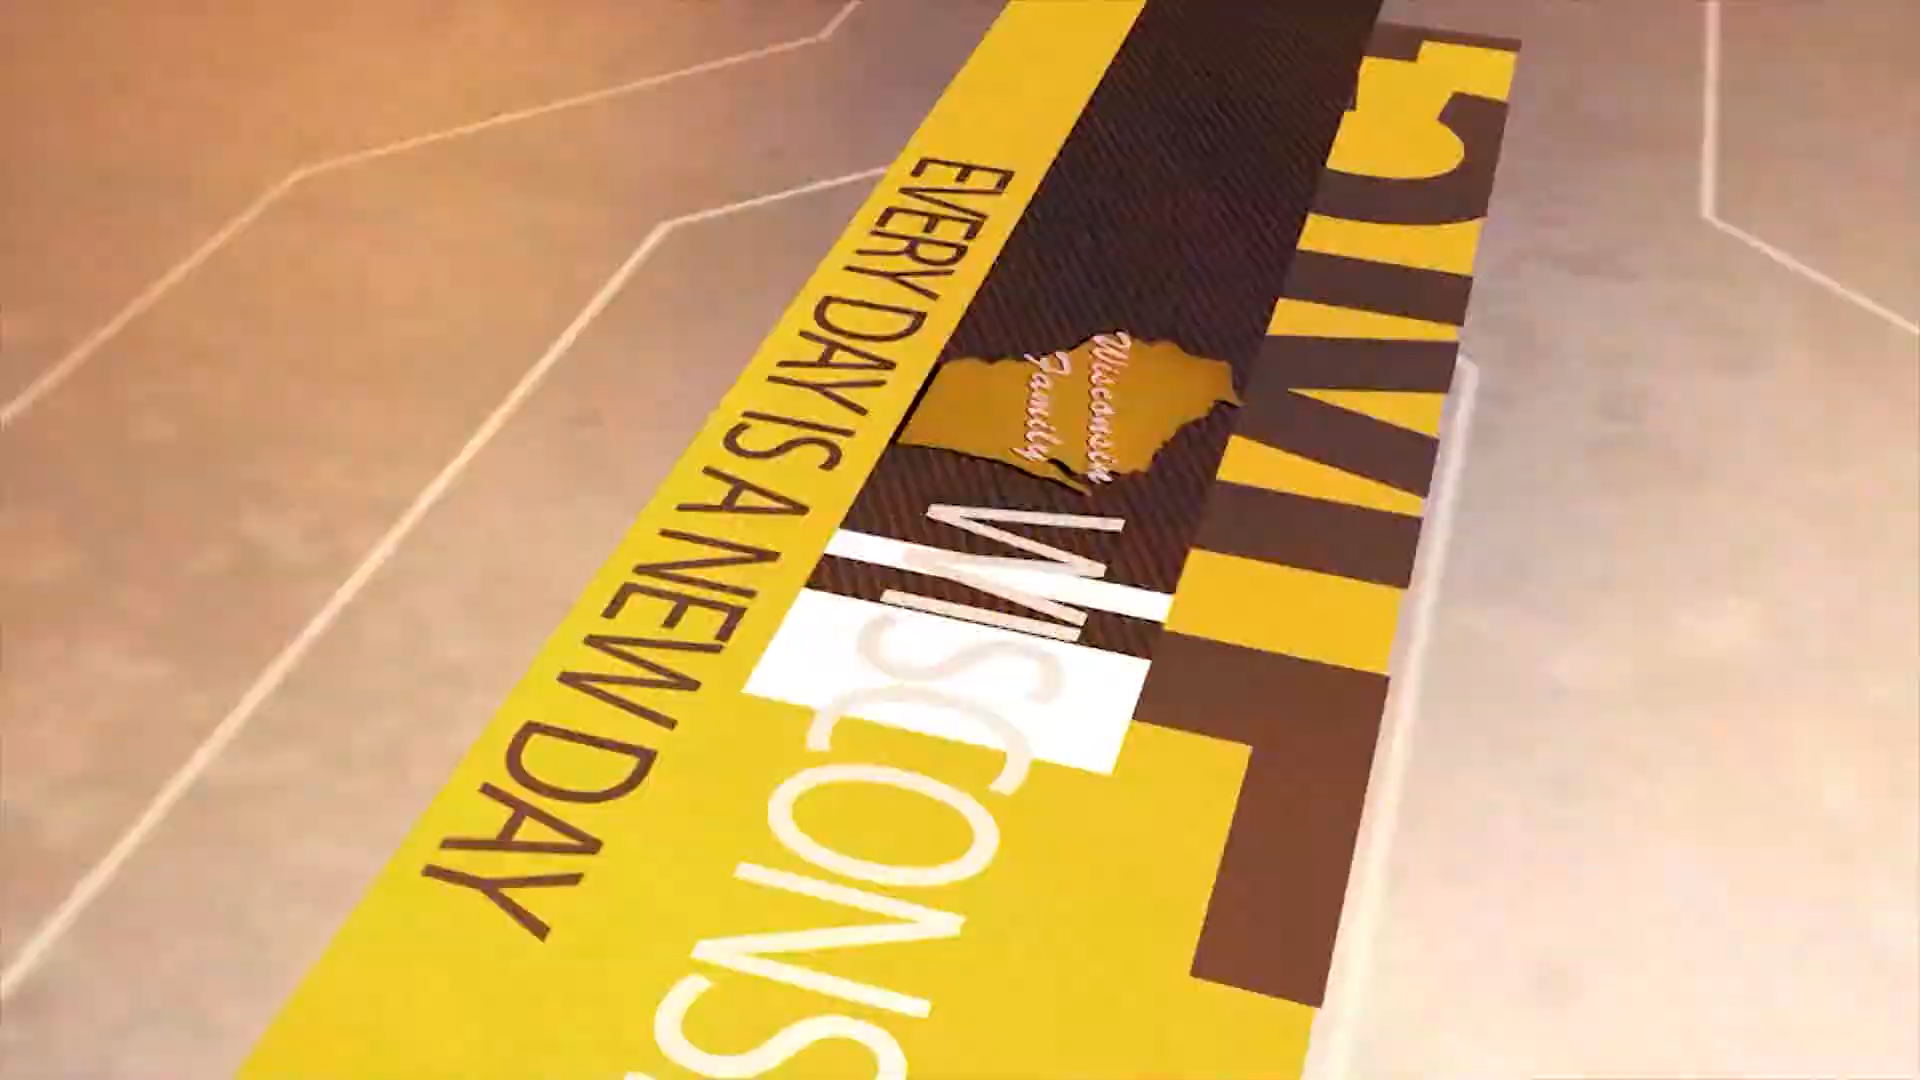 Wisconsin
Family
WISCONS
EVERY DAY IS A NEW DAY